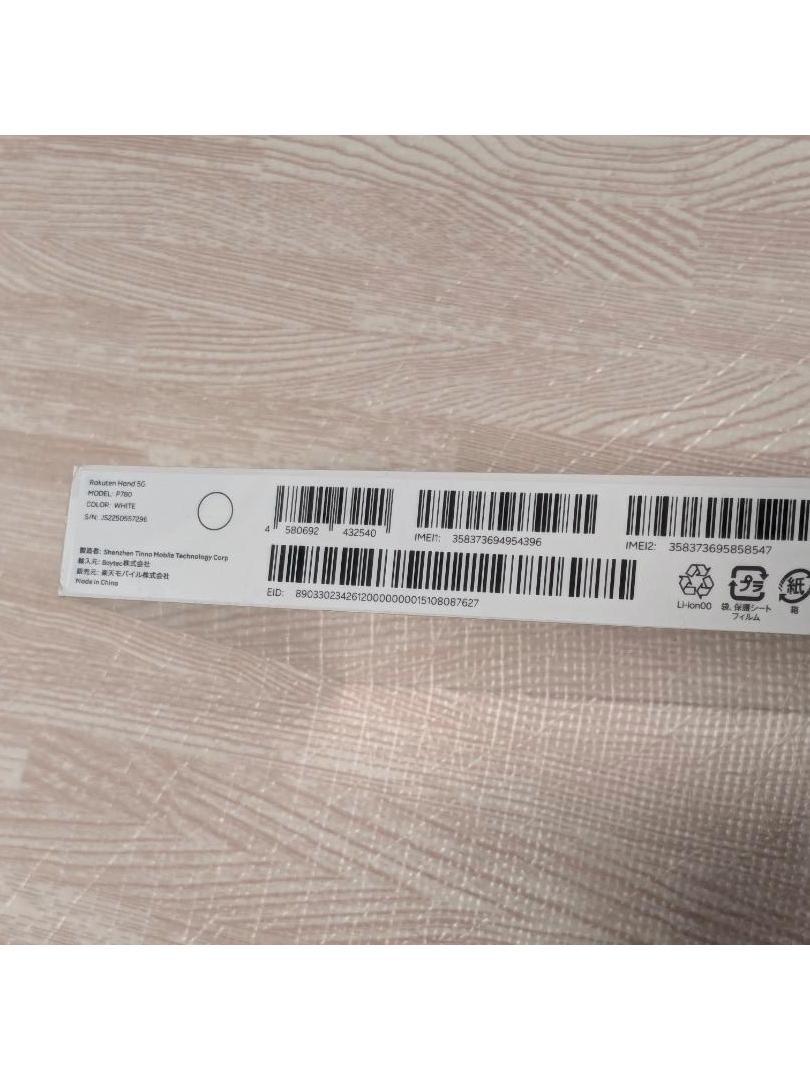 Rakuten Hand 5G
MODEL: P780
COLOR: WHITE
S/N: JS2250557296
製造者: Shenzhen Tinno Mobile Technology Corp
輸入元: Baytec株式会社
販売元: 楽天モバイル株式会社
Made in China
4 580692 432540
IMEI1: 358373694954396
IMEI2: 358373695858547
EID: 89033023426120000000015108087627
Li-ion00
プラ
袋、保護シート
フィルム
紙
箱